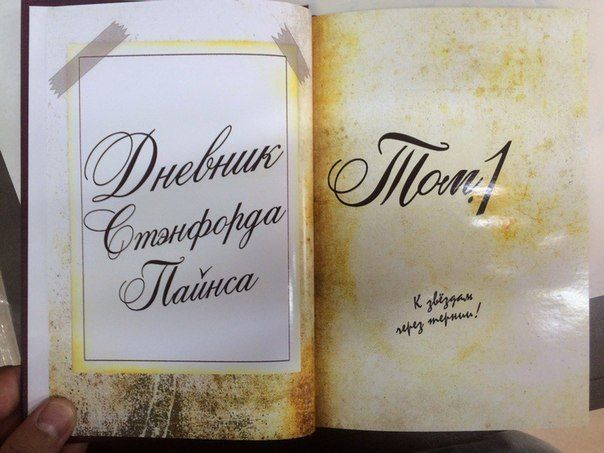 Дневник
Стэнфорда
Пайнса
Том.1
К звёздам
через тернии!